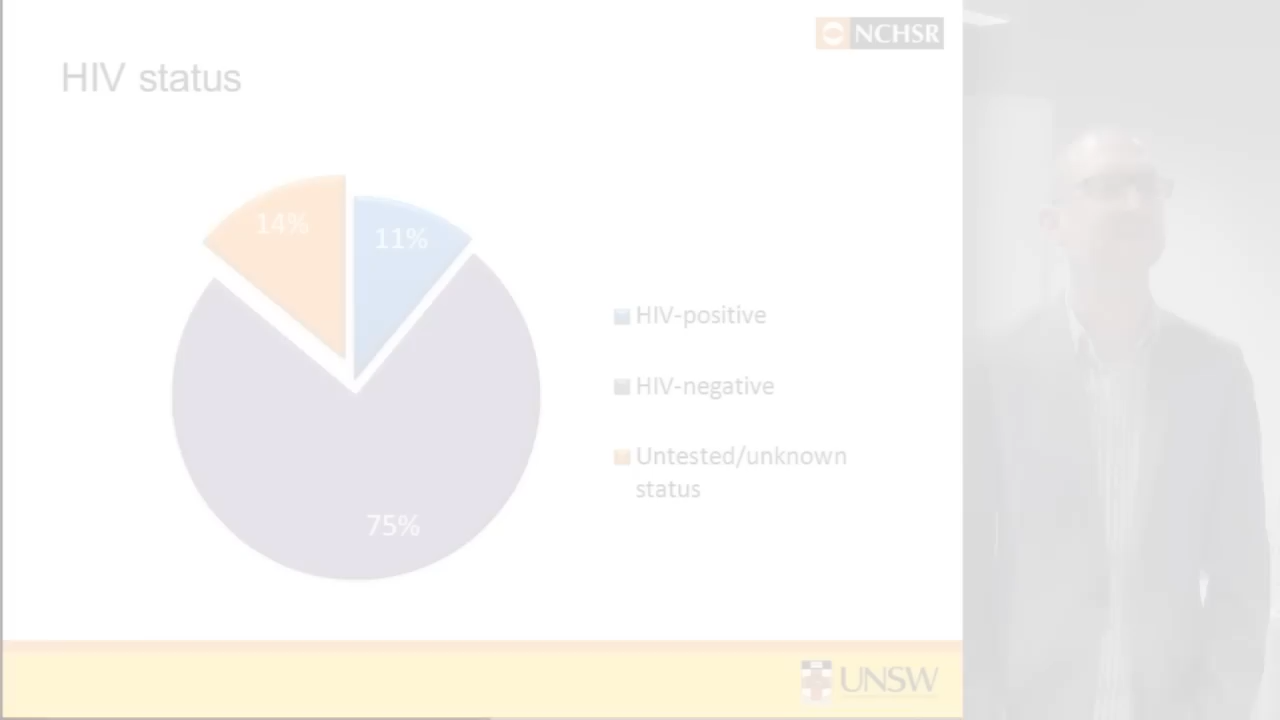 NCHSR
HIV status
14%
11%
HIV-positive
HIV-negative
Untested/unknown
status
75%
UNSW